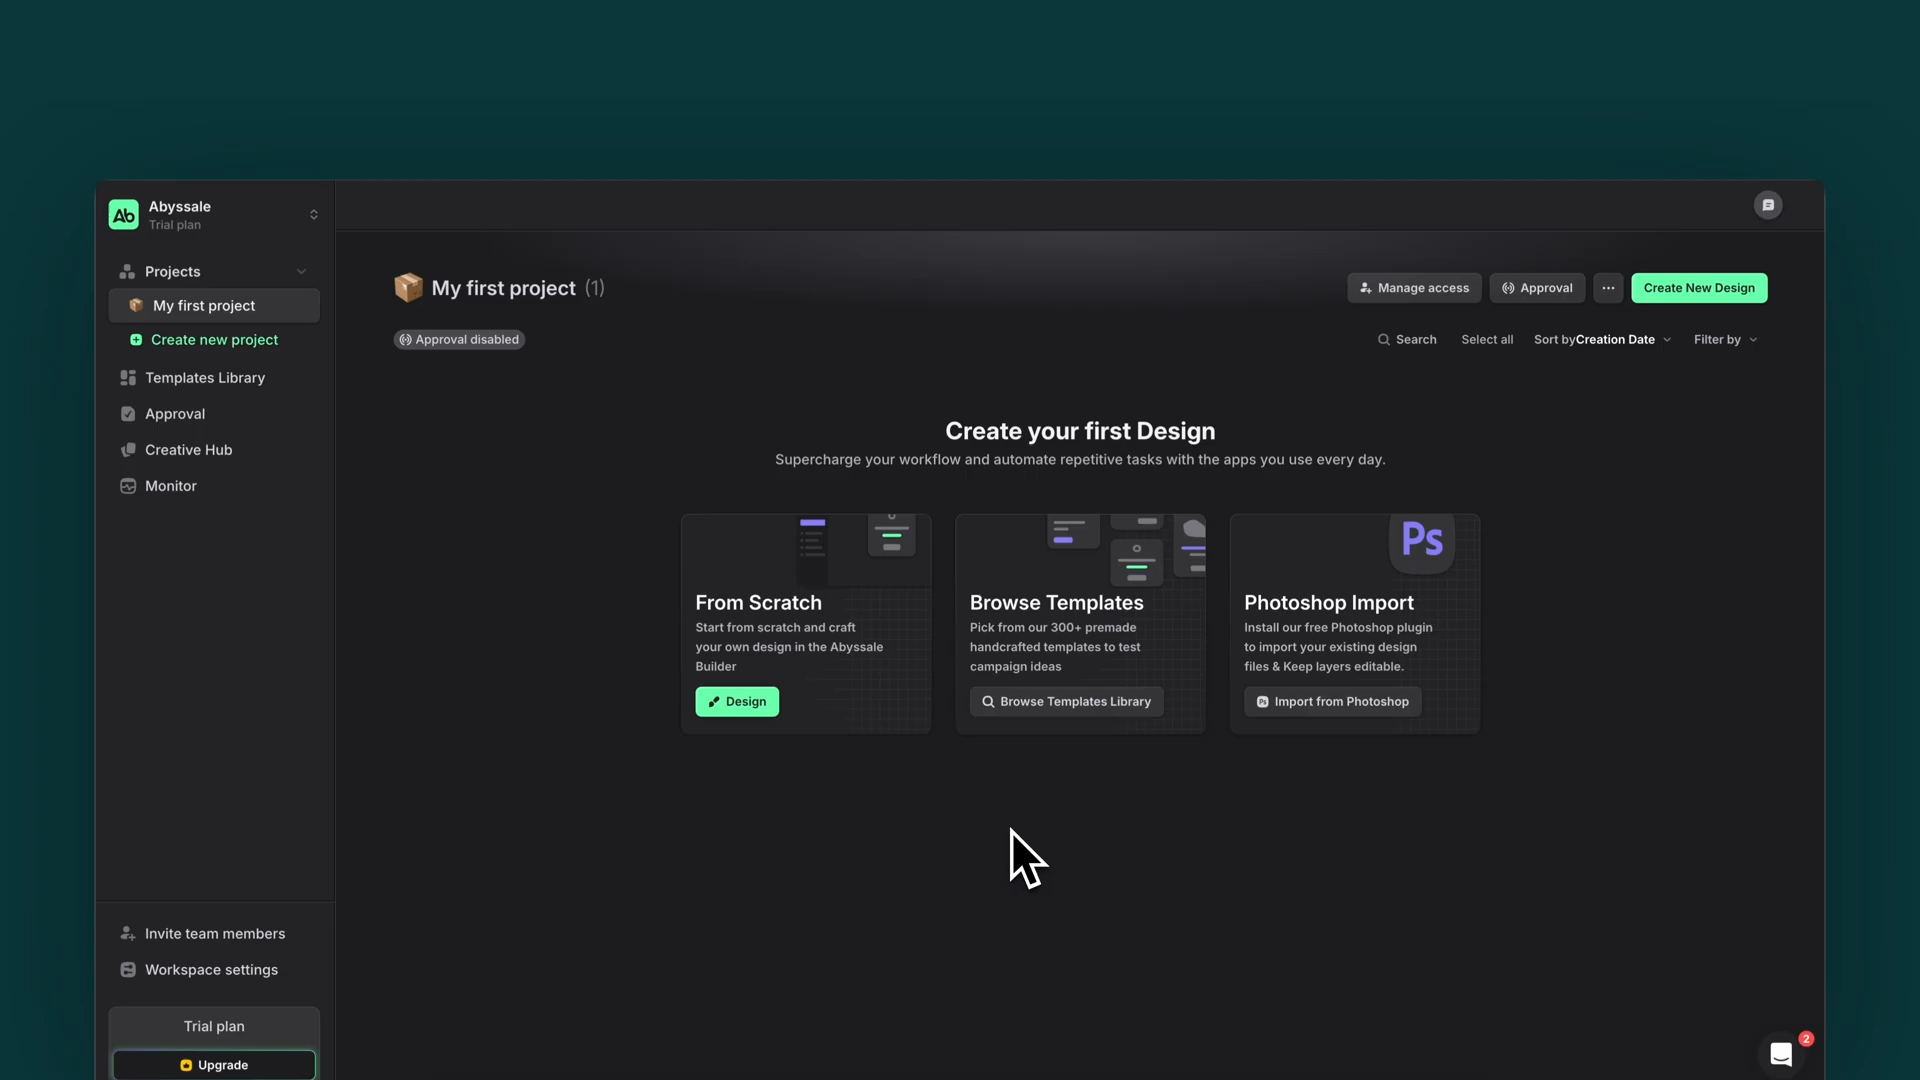 Ab
Abyssale
Trial plan
Projects
My first project
Create new project
Templates Library
Approval
Creative Hub
Monitor
My first project (1)
Manage access
Approval
Create New Design
Approval disabled
Search
Select all
Sort by Creation Date
Filter by
Create your first Design
Supercharge your workflow and automate repetitive tasks with the apps you use every day.
From Scratch
Start from scratch and craft
your own design in the Abyssale
Builder
Design
Browse Templates
Pick from our 300+ premade
handcrafted templates to test
campaign ideas
Browse Templates Library
Ps
Photoshop Import
Install our free Photoshop plugin
to import your existing design
files & Keep layers editable.
Ps
Import from Photoshop
Invite team members
Workspace settings
Trial plan
Upgrade
2